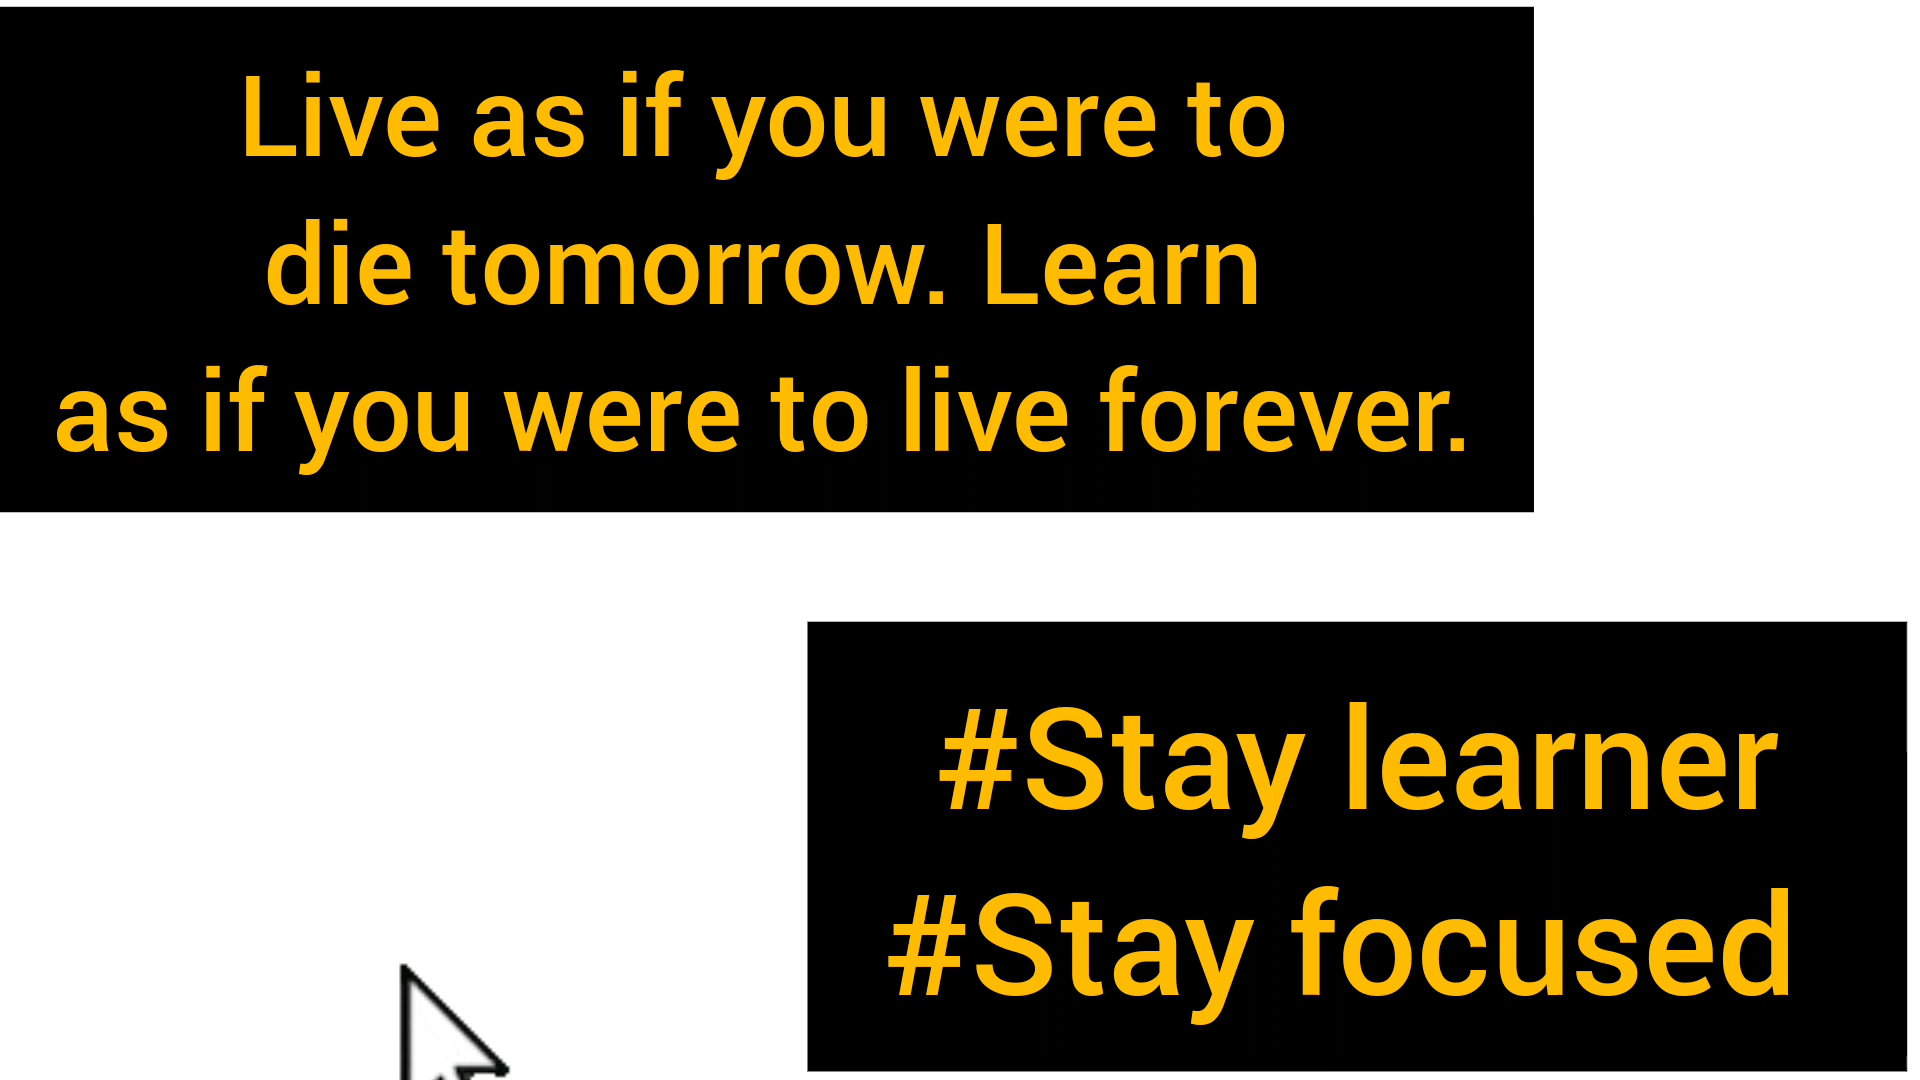 Live as if you were to
die tomorrow. Learn
as if you were to live forever.
#Stay learner
#Stay focused